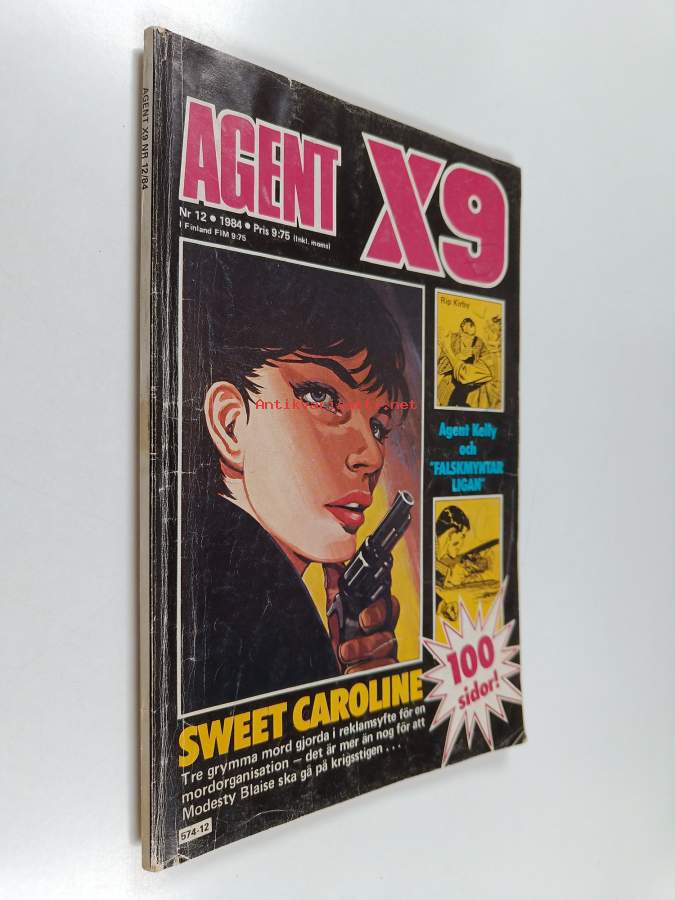 AGENT X9 NR 12/84
AGENT X9
Nr 12 • 1984 • Pris 9:75 (Inkl. moms)
I Finland FIM 9:75
Rip Kirby
Antikvariaatti.net
Agent Kelly
och
"FALSKMYNTAR
LIGAN"
100
sidor!
SWEET CAROLINE
Tre grymma mord gjorda i reklamsyfte för en
mordorganisation – det är mer än nog för att
Modesty Blaise ska gå på krigsstigen . . .
574-12